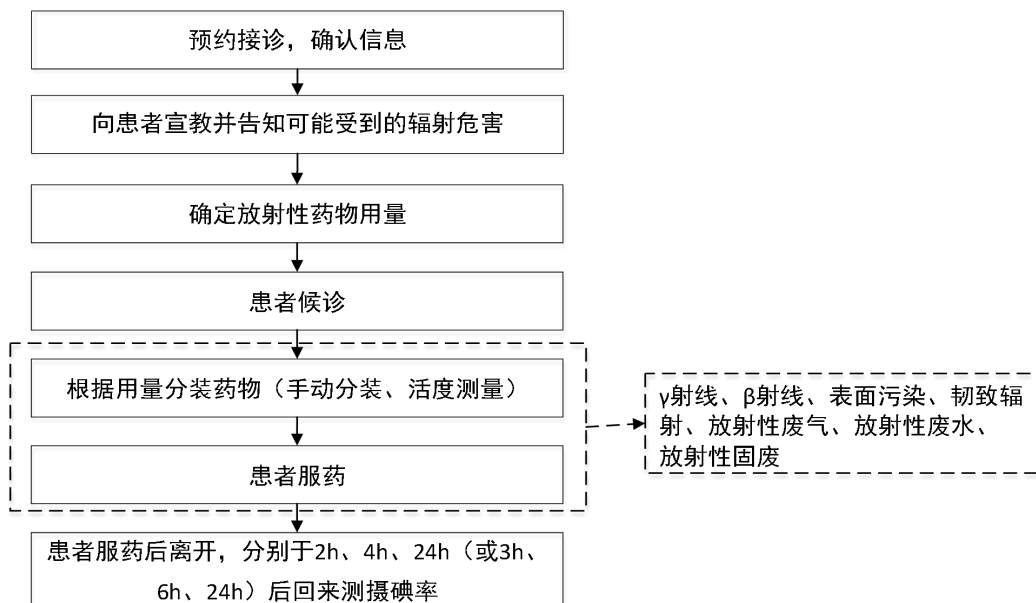 预约接诊，确认信息
向患者宣教并告知可能受到的辐射危害
确定放射性药物用量
患者候诊
根据用量分装药物（手动分装、活度测量）
γ射线、β射线、表面污染、韧致辐
射、放射性废气、放射性废水、
放射性固废
患者服药
患者服药后离开，分别于2h、4h、24h（或3h、
6h、24h）后回来测摄碘率